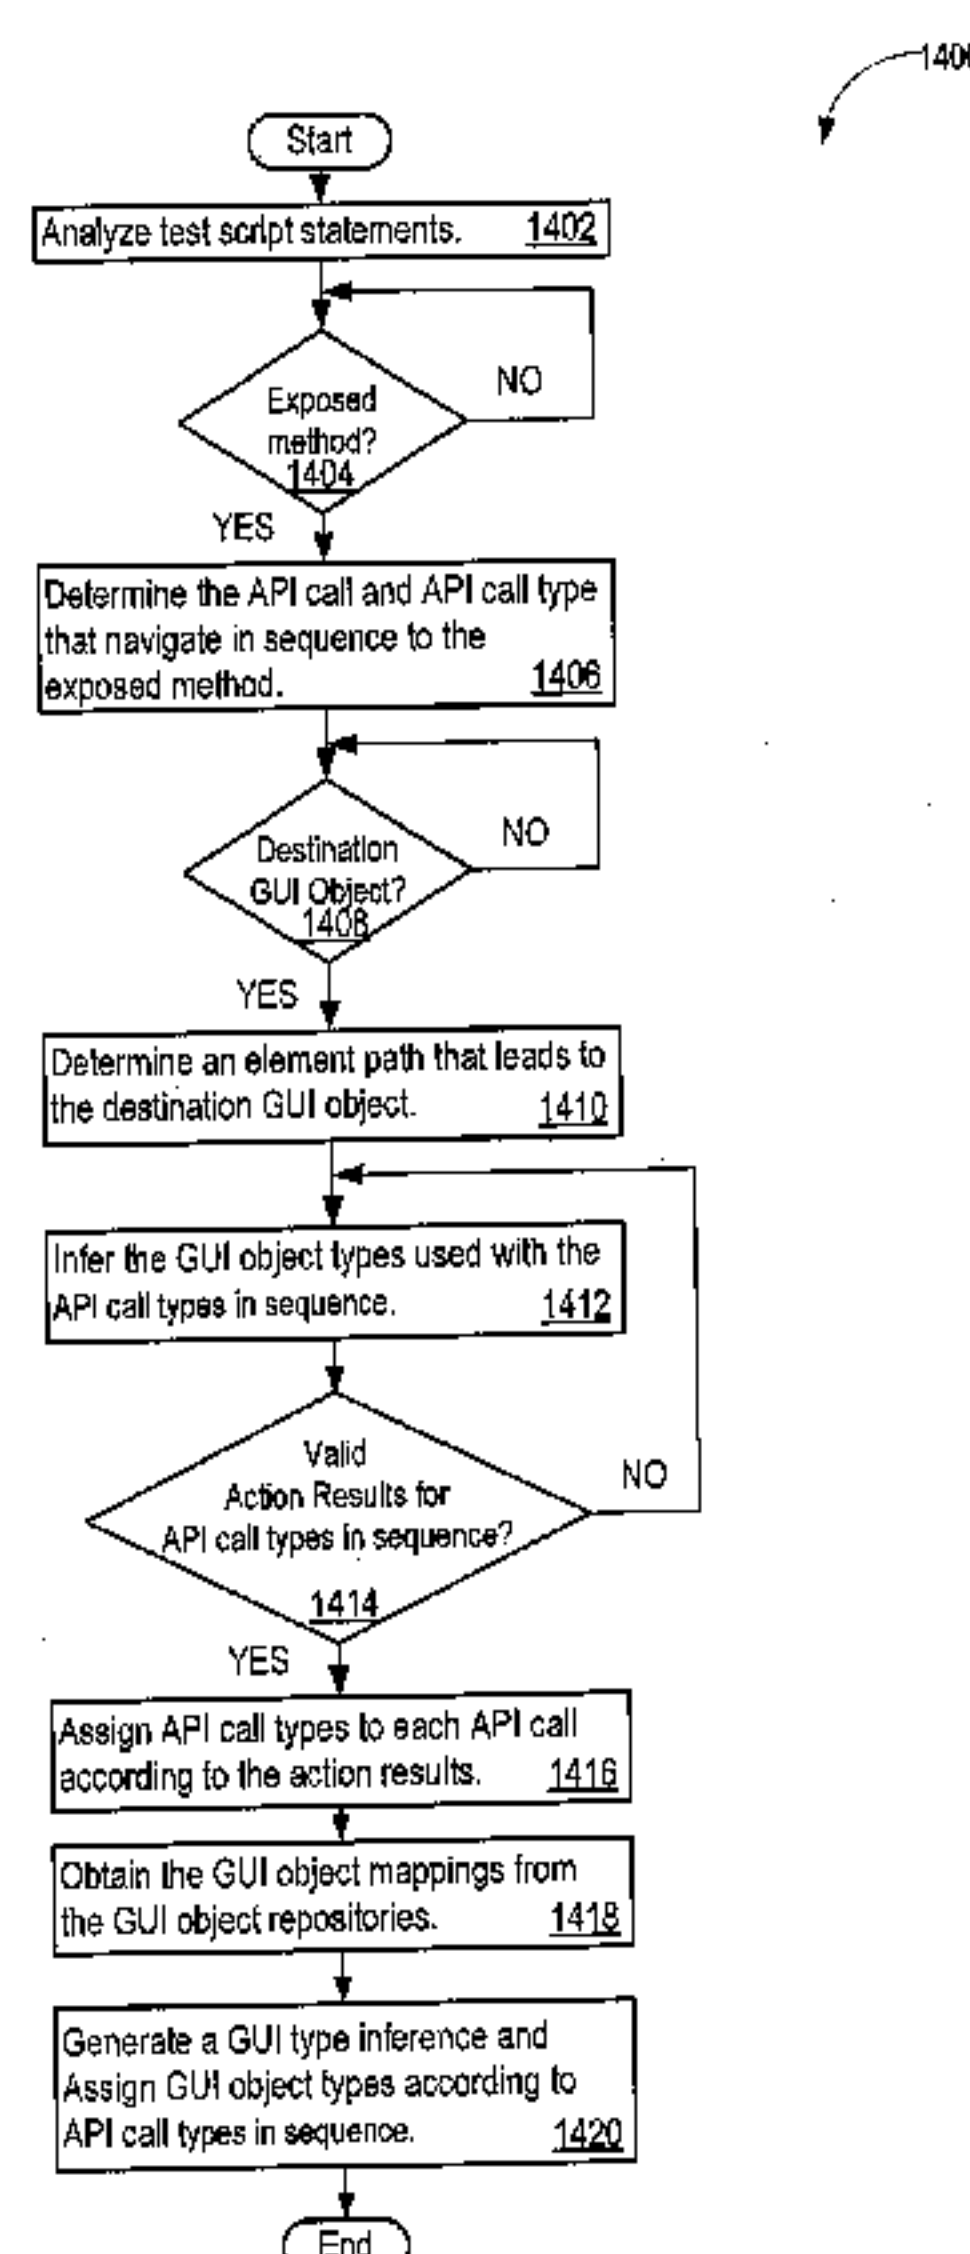 140
Start
Analyze test script statements. 1402
NO
Exposed
method?
1404
YES
Determine the API call and API call type
that navigate in sequence to the
exposed method. 1406
NO
Destination
GUI Object?
1408
YES
Determine an element path that leads to
the destination GUI object. 1410
Infer the GUI object types used with the
API call types in sequence. 1412
Valid
Action Results for
API call types in sequence?
1414
NO
YES
Assign API call types to each API call
according to the action results. 1416
Obtain the GUI object mappings from
the GUI object repositories. 1418
Generate a GUI type inference and
Assign GUI object types according to
API call types in sequence. 1420
End